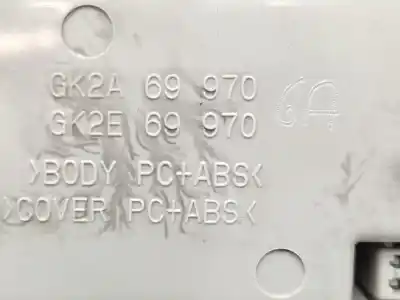 GK2A 69 970
GK2E 69 970
>BODY PC+ABS<
>COVER PC+ABS<